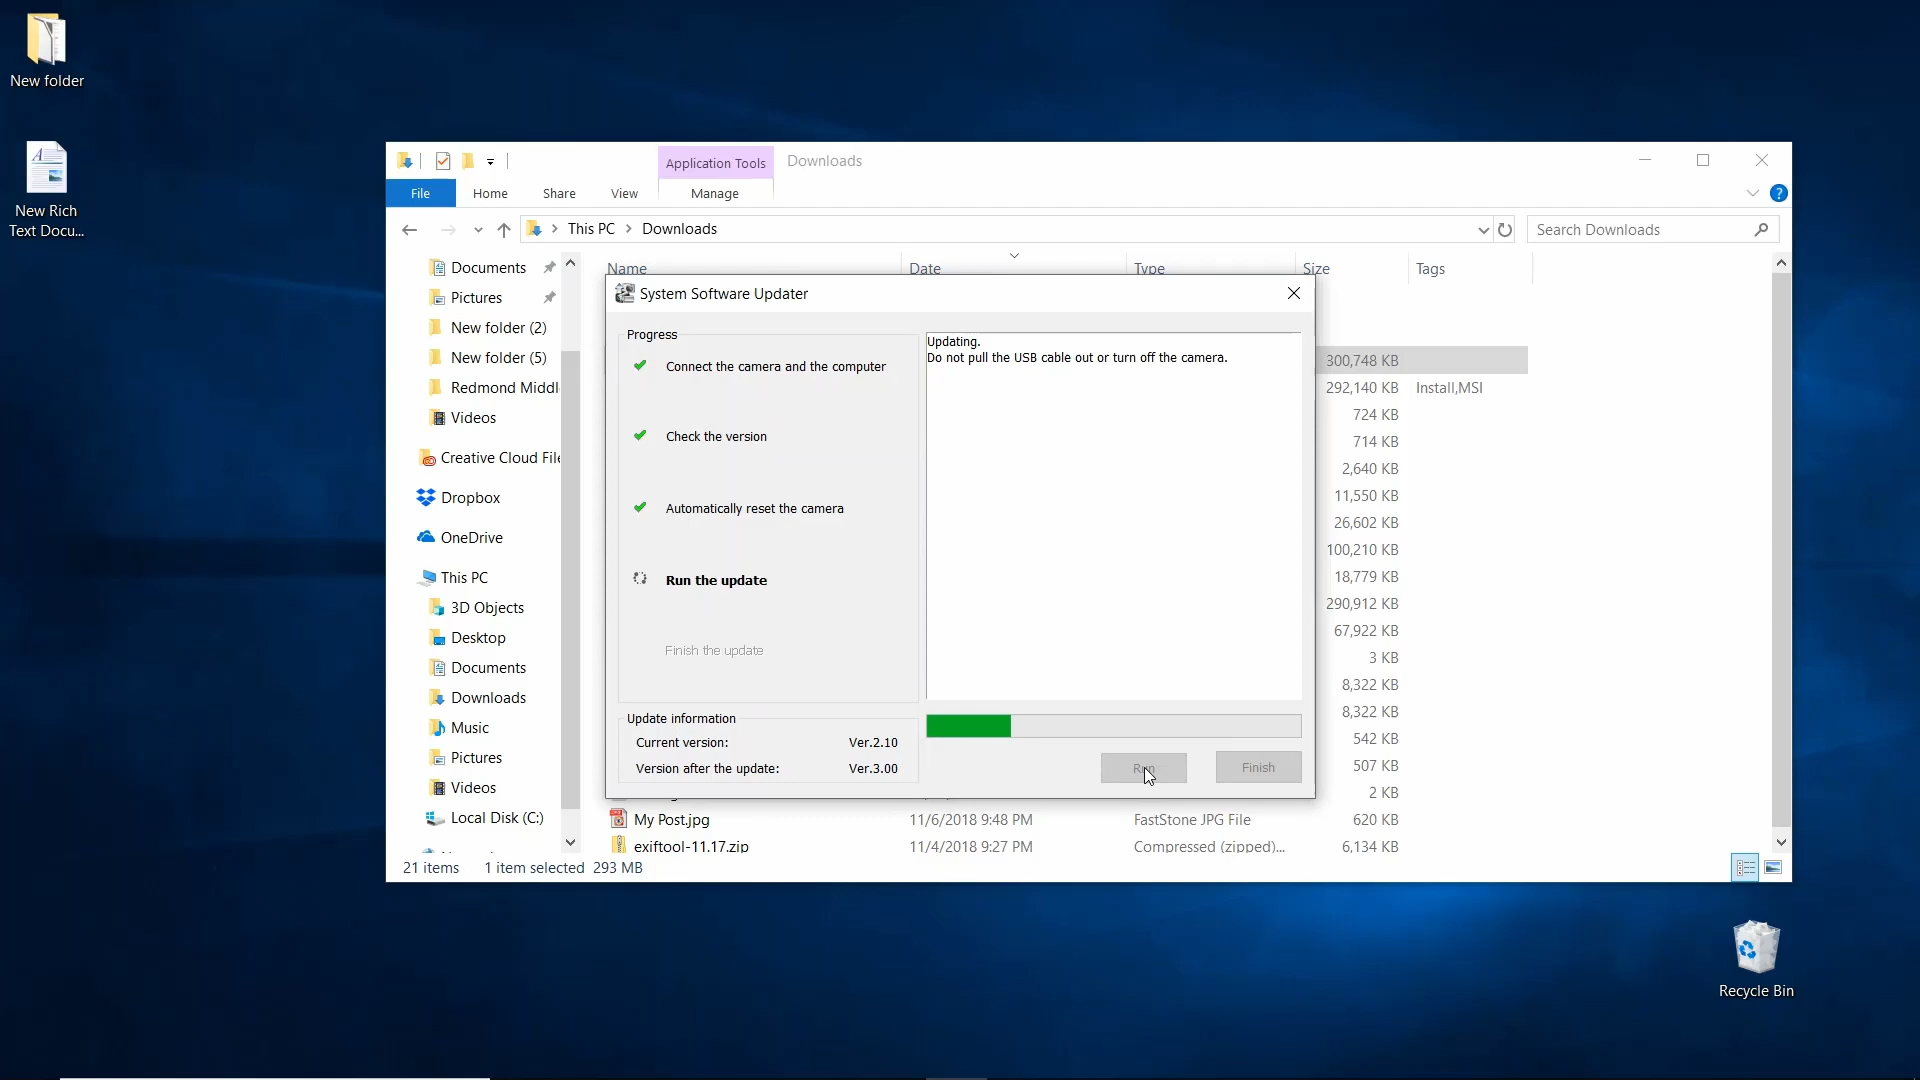 New folder
New Rich
Text Docu...
Application Tools
Downloads
File
Home
Share
View
Manage
This PC
Downloads
Search Downloads
Documents
Pictures
New folder (2)
New folder (5)
Redmond Middl
Videos
Creative Cloud File
Dropbox
OneDrive
This PC
3D Objects
Desktop
Documents
Downloads
Music
Pictures
Videos
Local Disk (C:)
Name
Date
Type
Size
Tags
System Software Updater
Progress
Connect the camera and the computer
Check the version
Automatically reset the camera
Run the update
Finish the update
Updating.
Do not pull the USB cable out or turn off the camera.
Update information
Current version: Ver.2.10
Version after the update: Ver.3.00
Run
Finish
300,748 KB
292,140 KB Install,MSI
724 KB
714 KB
2,640 KB
11,550 KB
26,602 KB
100,210 KB
18,779 KB
290,912 KB
67,922 KB
3 KB
8,322 KB
8,322 KB
542 KB
507 KB
2 KB
My Post.jpg 11/6/2018 9:48 PM FastStone JPG File 620 KB
exiftool-11.17.zip 11/4/2018 9:27 PM Compressed (zipped)... 6,134 KB
21 items 1 item selected 293 MB
Recycle Bin